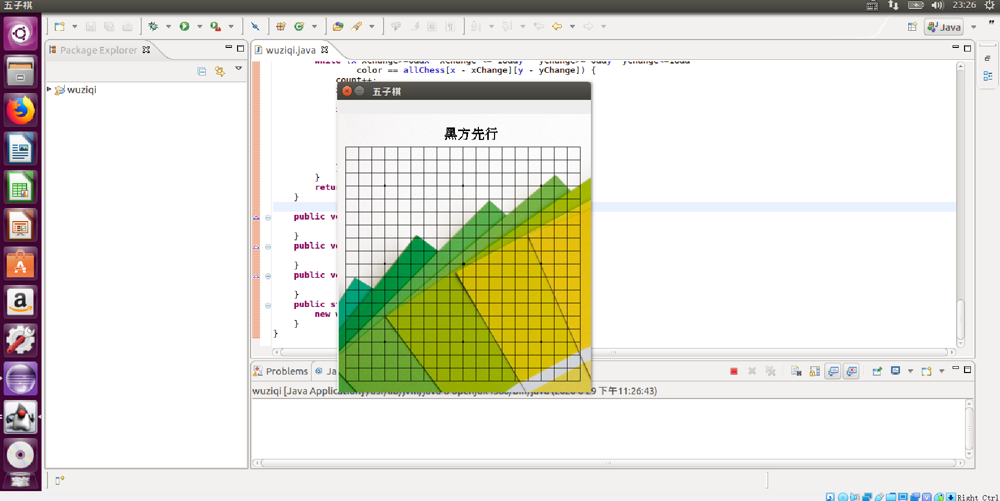 五子棋
23:26
Java
Package Explorer
wuziqi.java
wuziqi
color == allChess[x - xChange][y - yChange]) {
count++;
五子棋
黑方先行
}
retu
}
public v
}
public v
}
public v
}
public s
new
}
}
Problems
@ Ja
wuziqi [Java Application]
下午11:26:43)
Right Ctrl